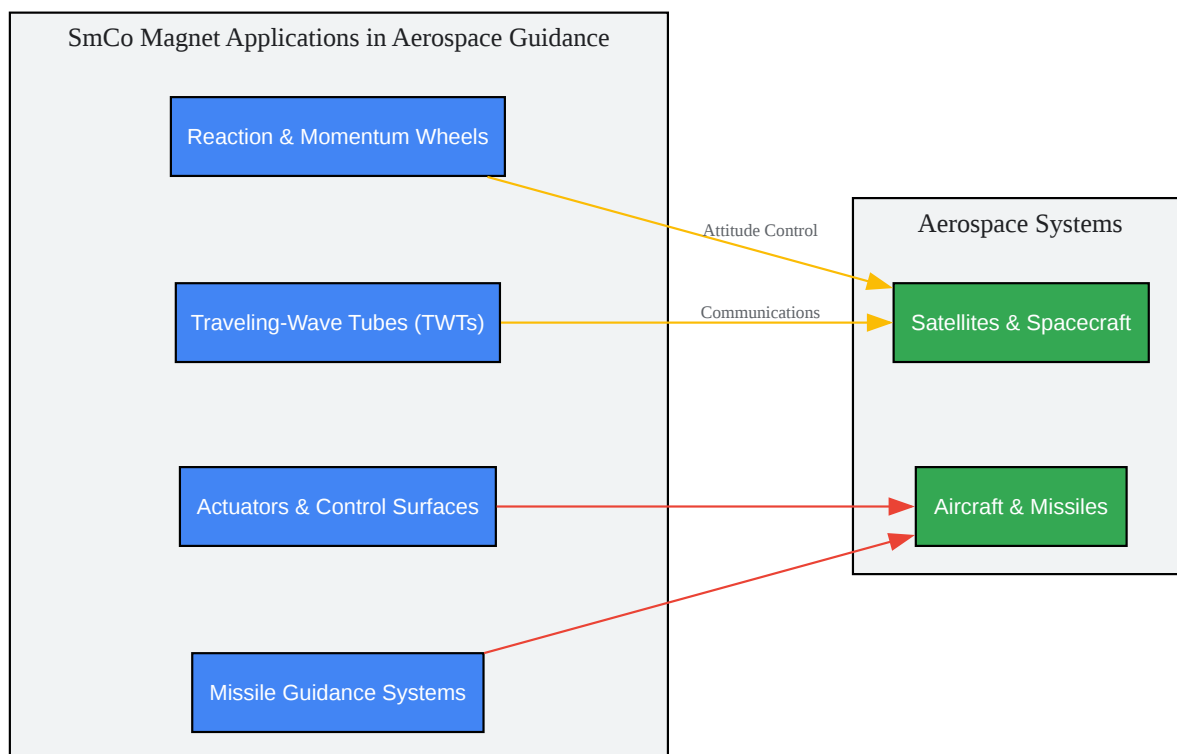 SmCo Magnet Applications in Aerospace Guidance
Reaction & Momentum Wheels
Attitude Control
Aerospace Systems
Traveling-Wave Tubes (TWTs)
Communications
Satellites & Spacecraft
Actuators & Control Surfaces
Aircraft & Missiles
Missile Guidance Systems